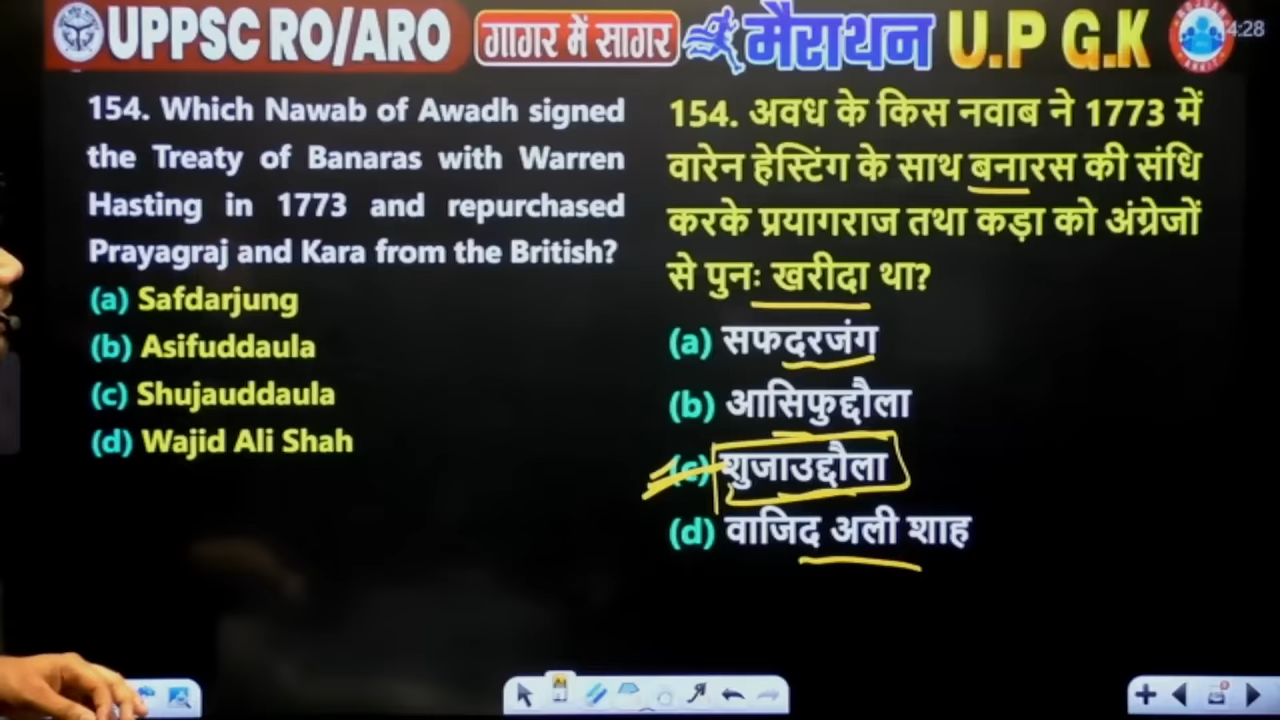 UPPSC RO/ARO गागर में सागर मैराथन U.P G.K
4:28
154. Which Nawab of Awadh signed
the Treaty of Banaras with Warren
Hasting in 1773 and repurchased
Prayagraj and Kara from the British?
(a) Safdarjung
(b) Asifuddaula
(c) Shujauddaula
(d) Wajid Ali Shah
154. अवध के किस नवाब ने 1773 में
वारेन हेस्टिंग के साथ बनारस की संधि
करके प्रयागराज तथा कड़ा को अंग्रेजों
से पुनः खरीदा था?
(a) सफदरजंग
(b) आसिफुद्दौला
(c) शुजाउद्दौला
(d) वाजिद अली शाह